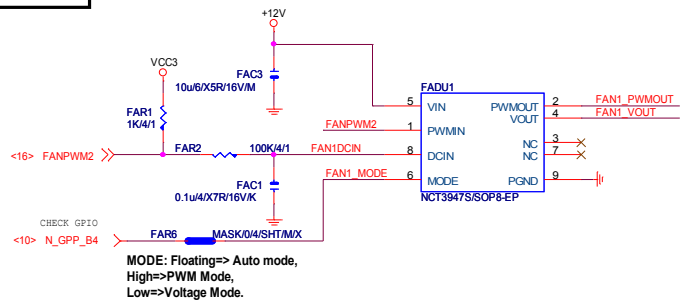 +12V
VCC3
FAC3
10u/6/X5R/16V/M
FADU1
FAR1
1K/4/1
5 VIN PWMOUT 2 FAN1_PWMOUT
VOUT 4 FAN1_VOUT
FANPWM2 1 PWMIN
NC 3
<16> FANPWM2 FAR2 100K/4/1 FAN1DCIN 8 DCIN NC 7
FAC1
0.1u/4/X7R/16V/K
FAN1_MODE 6 MODE PGND 9
NCT3947S/SOP8-EP
CHECK GPIO
<10> N_GPP_B4 FAR6 MASK/0/4/SHT/M/X
MODE: Floating=> Auto mode,
High=>PWM Mode,
Low=>Voltage Mode.